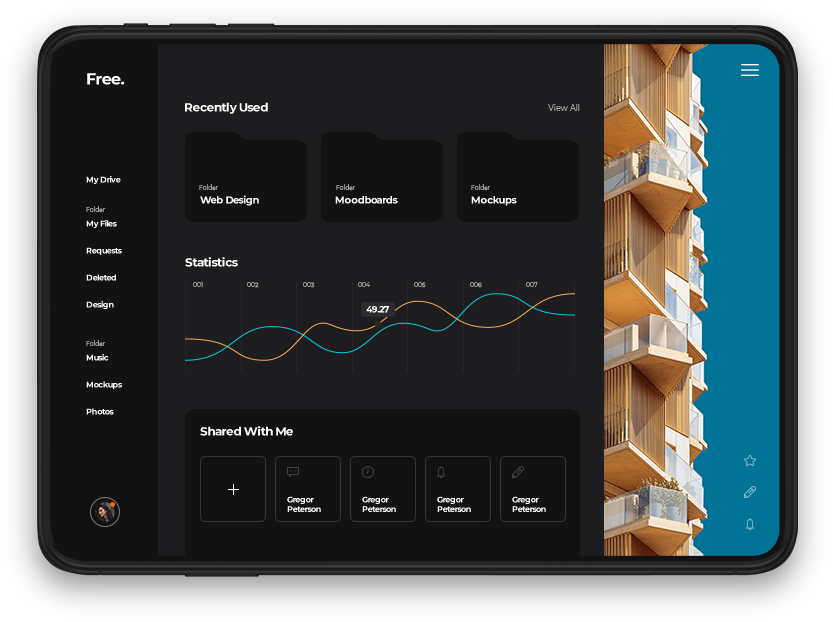 Free.
My Drive
Folder
My Files
Requests
Deleted
Design
Folder
Music
Mockups
Photos
Recently Used
View All
Folder
Web Design
Folder
Moodboards
Folder
Mockups
Statistics
001 002 003 004 005 006 007
49.27
Shared With Me
Gregor
Peterson
Gregor
Peterson
Gregor
Peterson
Gregor
Peterson